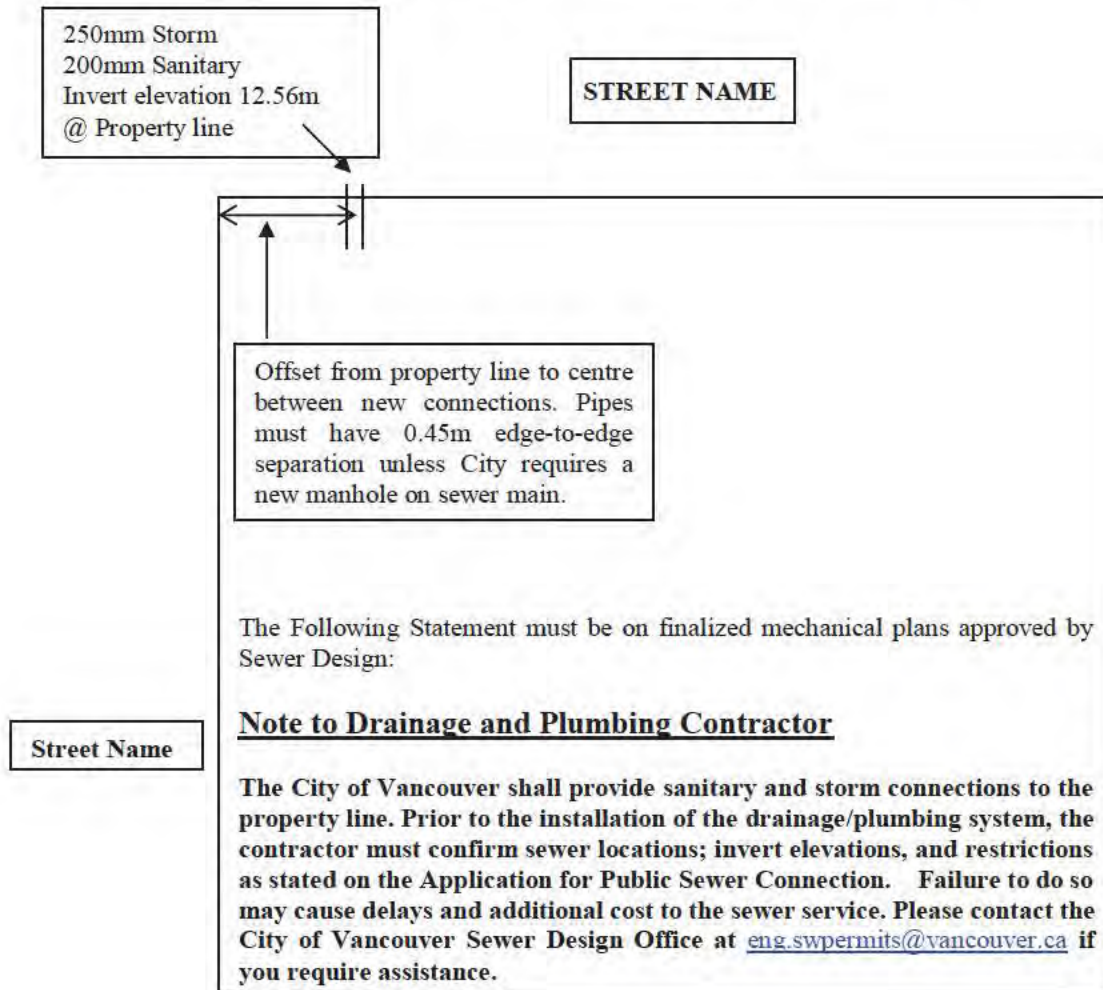 250mm Storm
200mm Sanitary
Invert elevation 12.56m
@ Property line
STREET NAME
Offset from property line to centre
between new connections. Pipes
must have 0.45m edge-to-edge
separation unless City requires a
new manhole on sewer main.
The Following Statement must be on finalized mechanical plans approved by
Sewer Design:
Note to Drainage and Plumbing Contractor
Street Name
The City of Vancouver shall provide sanitary and storm connections to the
property line. Prior to the installation of the drainage/plumbing system, the
contractor must confirm sewer locations; invert elevations, and restrictions
as stated on the Application for Public Sewer Connection. Failure to do so
may cause delays and additional cost to the sewer service. Please contact the
City of Vancouver Sewer Design Office at eng.swpermits@vancouver.ca if
you require assistance.